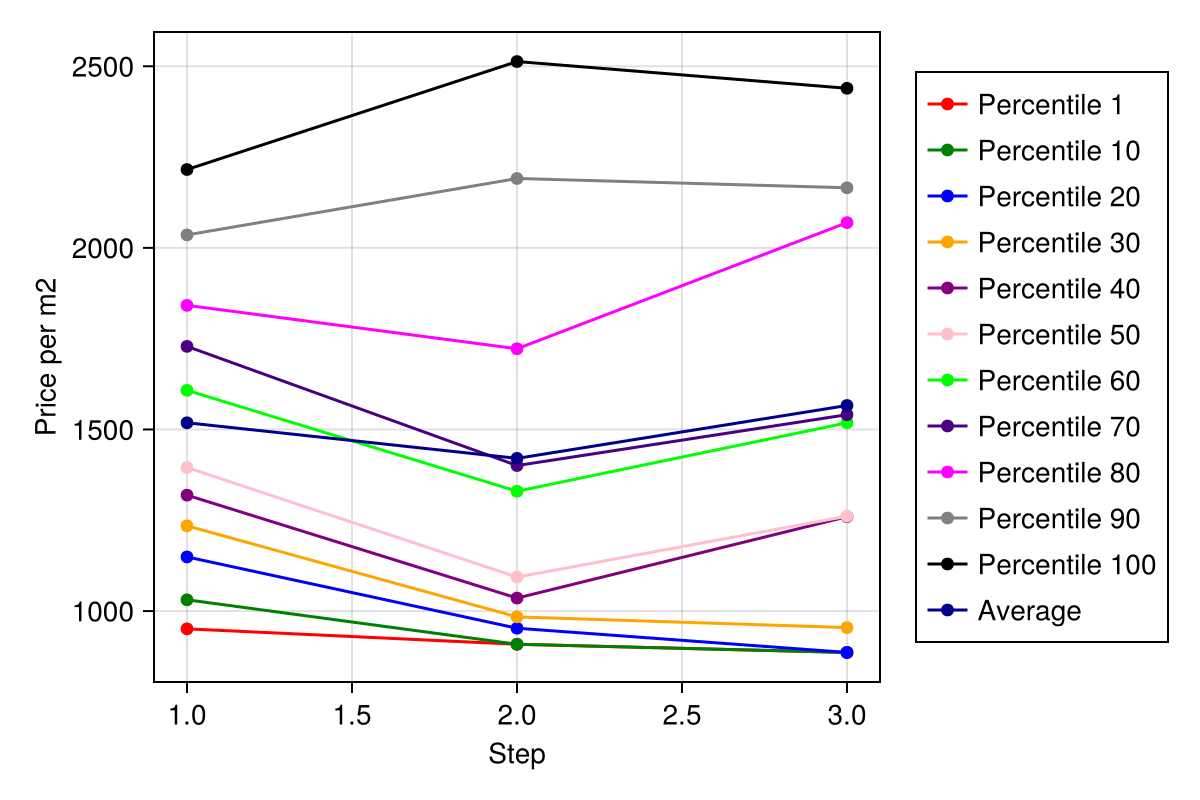 2500
2000
1500
1000
Price per m2
1.0
1.5
2.0
2.5
3.0
Step
Percentile 1
Percentile 10
Percentile 20
Percentile 30
Percentile 40
Percentile 50
Percentile 60
Percentile 70
Percentile 80
Percentile 90
Percentile 100
Average